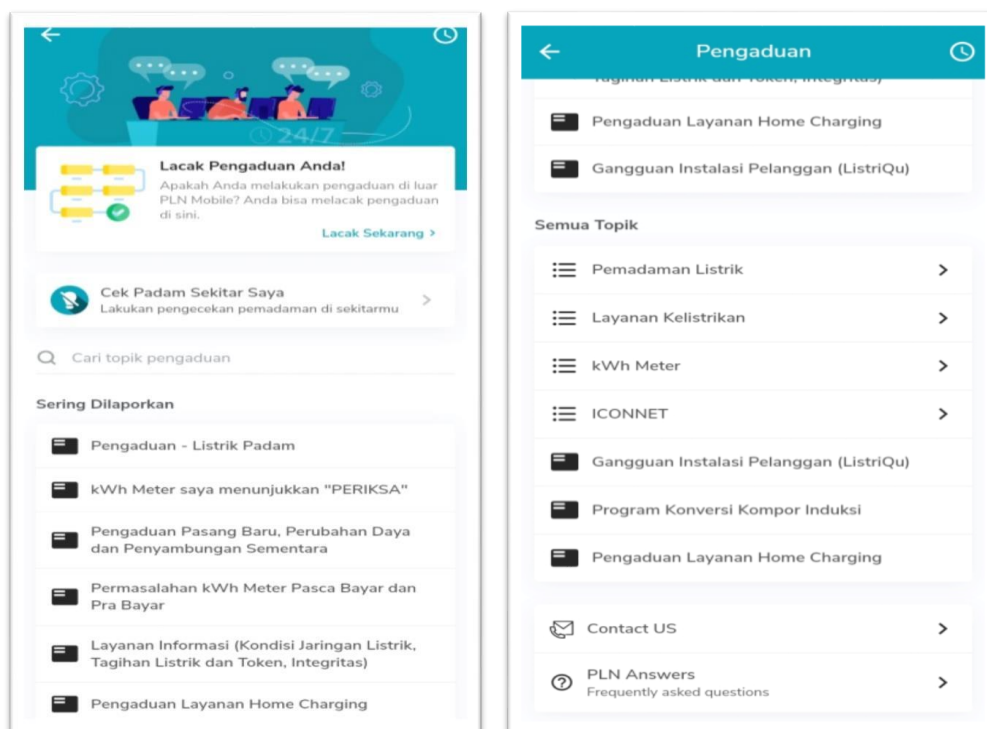 24/7
Lacak Pengaduan Anda!
Apakah Anda melakukan pengaduan di luar
PLN Mobile? Anda bisa melacak pengaduan
di sini.
Lacak Sekarang >
Cek Padam Sekitar Saya
Lakukan pengecekan pemadaman di sekitarmu
Cari topik pengaduan
Sering Dilaporkan
Pengaduan - Listrik Padam
kWh Meter saya menunjukkan "PERIKSA"
Pengaduan Pasang Baru, Perubahan Daya
dan Penyambungan Sementara
Permasalahan kWh Meter Pasca Bayar dan
Pra Bayar
Layanan Informasi (Kondisi Jaringan Listrik,
Tagihan Listrik dan Token, Integritas)
Pengaduan Layanan Home Charging
Pengaduan
Tagihan Listrik dan Token, Integritas)
Pengaduan Layanan Home Charging
Gangguan Instalasi Pelanggan (ListriQu)
Semua Topik
Pemadaman Listrik
Layanan Kelistrikan
kWh Meter
ICONNET
Gangguan Instalasi Pelanggan (ListriQu)
Program Konversi Kompor Induksi
Pengaduan Layanan Home Charging
Contact US
PLN Answers
Frequently asked questions